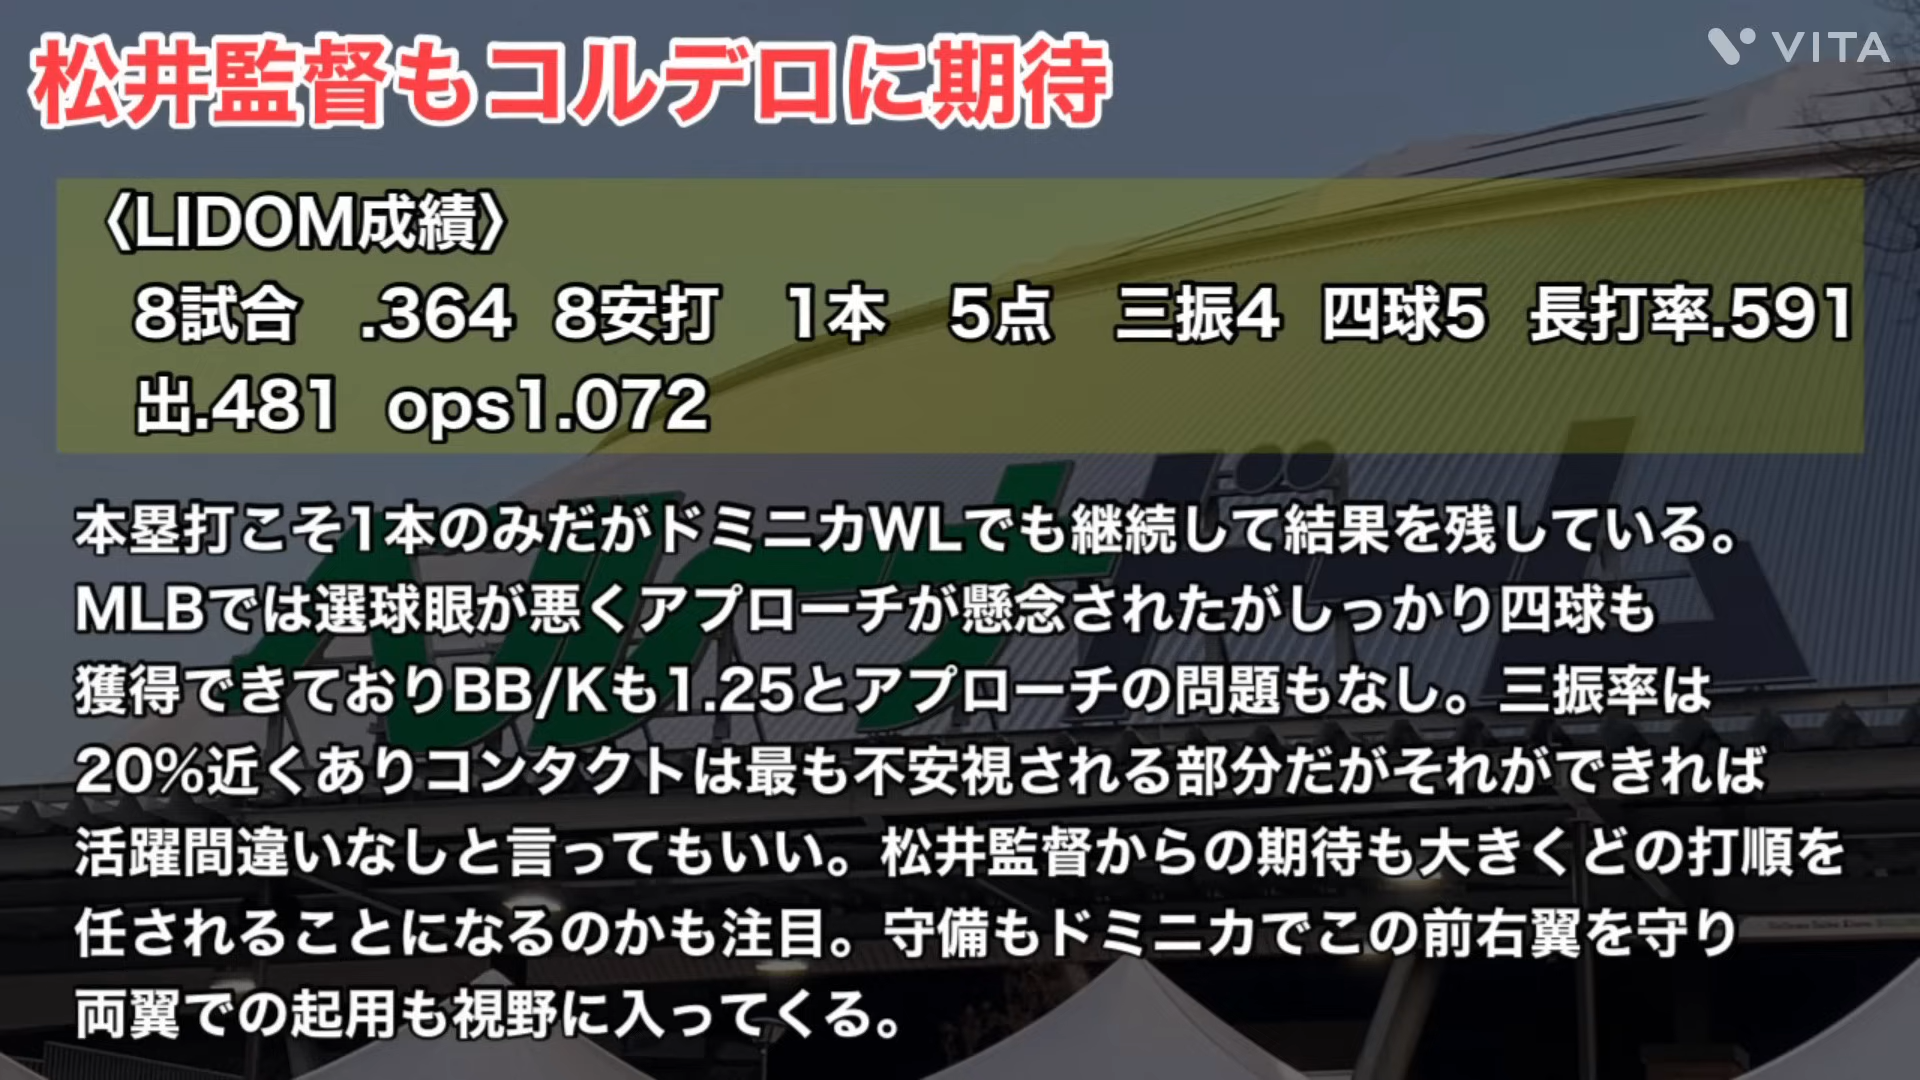 松井監督もコルデロに期待
VITA
〈LIDOM成績〉
8試合 .364 8安打 1本 5点 三振4 四球5 長打率.591
出.481 ops1.072
本塁打こそ1本のみだがドミニカWLでも継続して結果を残している。
MLBでは選球眼が悪くアプローチが懸念されたがしっかり四球も
獲得できておりBB/Kも1.25とアプローチの問題もなし。三振率は
20%近くありコンタクトは最も不安視される部分だがそれができれば
活躍間違いなしと言ってもいい。松井監督からの期待も大きくどの打順を
任されることになるのかも注目。守備もドミニカでこの前右翼を守り
両翼での起用も視野に入ってくる。
ベルーナドーム